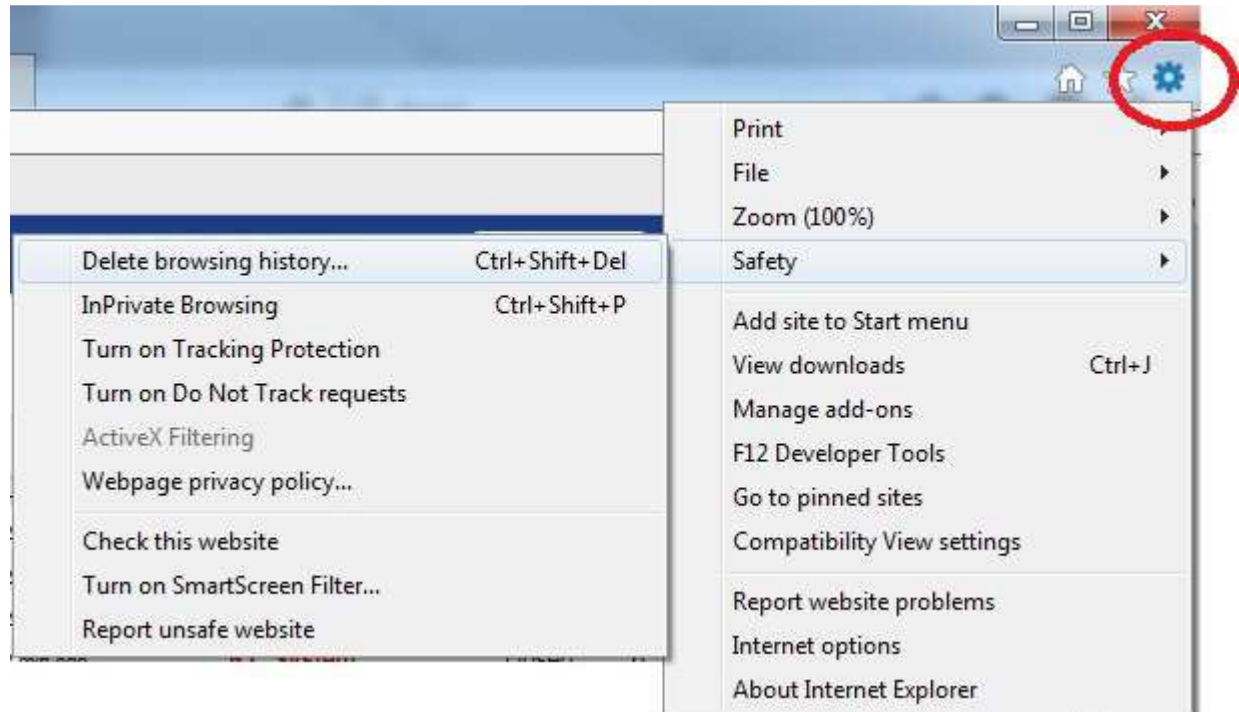 Print
File
Zoom (100%)
Safety
Delete browsing history... Ctrl+Shift+Del
InPrivate Browsing Ctrl+Shift+P
Turn on Tracking Protection
Turn on Do Not Track requests
ActiveX Filtering
Webpage privacy policy...
Check this website
Turn on SmartScreen Filter...
Report unsafe website
Add site to Start menu
View downloads Ctrl+J
Manage add-ons
F12 Developer Tools
Go to pinned sites
Compatibility View settings
Report website problems
Internet options
About Internet Explorer